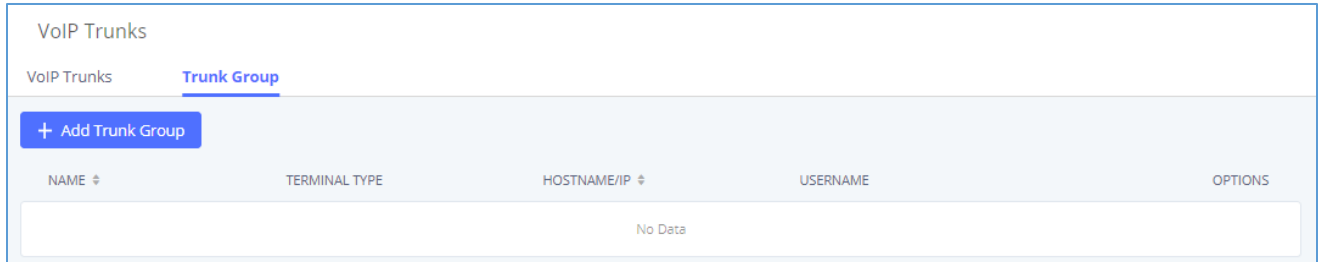 VoIP Trunks
VoIP Trunks Trunk Group
+ Add Trunk Group
NAME TERMINAL TYPE HOSTNAME/IP USERNAME OPTIONS
No Data